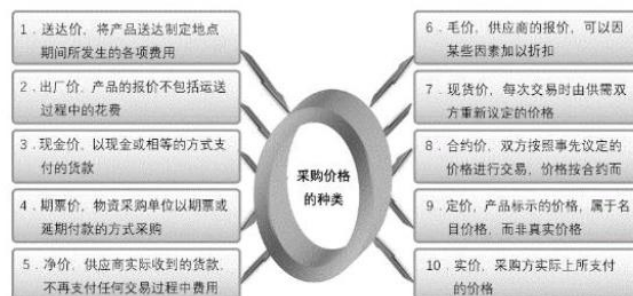 1．送达价，将产品送达制定地点
期间所发生的各项费用
2．出厂价，产品的报价不包括运送
过程中的花费
3．现金价，以现金或相等的方式支
付的货款
4．期票价，物资采购单位以期票或
延期付款的方式采购
5．净价，供应商实际收到的货款，
不再支付任何交易过程中费用
采购价格
的种类
6．毛价，供应商的报价，可以因
某些因素加以折扣
7．现货价，每次交易时由供需双
方重新议定的价格
8．合约价，双方按照事先议定的
价格进行交易，价格按合约而
9．定价，产品标示的价格，属于名
目价格，而非真实价格
10．实价，采购方实际上所支付
的价格